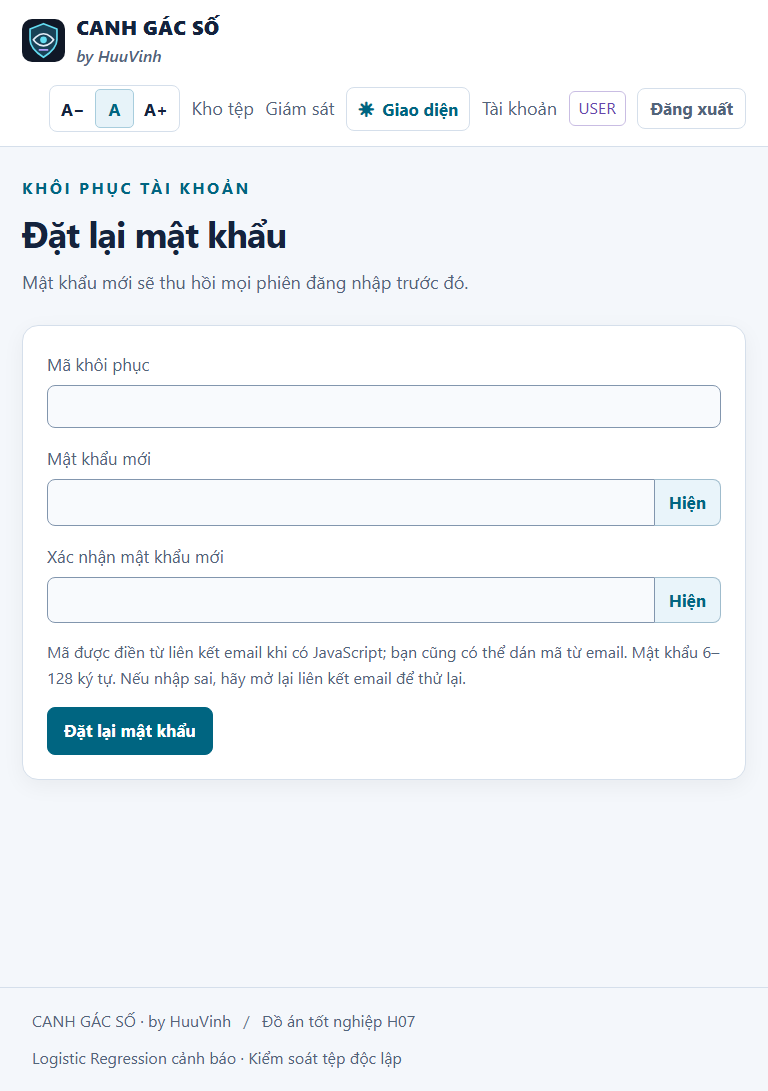 CANH GÁC SỐ
by HuuVinh
A− A A+ Kho tệp Giám sát Giao diện Tài khoản USER Đăng xuất
KHÔI PHỤC TÀI KHOẢN
Đặt lại mật khẩu
Mật khẩu mới sẽ thu hồi mọi phiên đăng nhập trước đó.
Mã khôi phục
Mật khẩu mới
Hiện
Xác nhận mật khẩu mới
Hiện
Mã được điền từ liên kết email khi có JavaScript; bạn cũng có thể dán mã từ email. Mật khẩu 6–
128 ký tự. Nếu nhập sai, hãy mở lại liên kết email để thử lại.
Đặt lại mật khẩu
CANH GÁC SỐ · by HuuVinh / Đồ án tốt nghiệp H07
Logistic Regression cảnh báo · Kiểm soát tệp độc lập